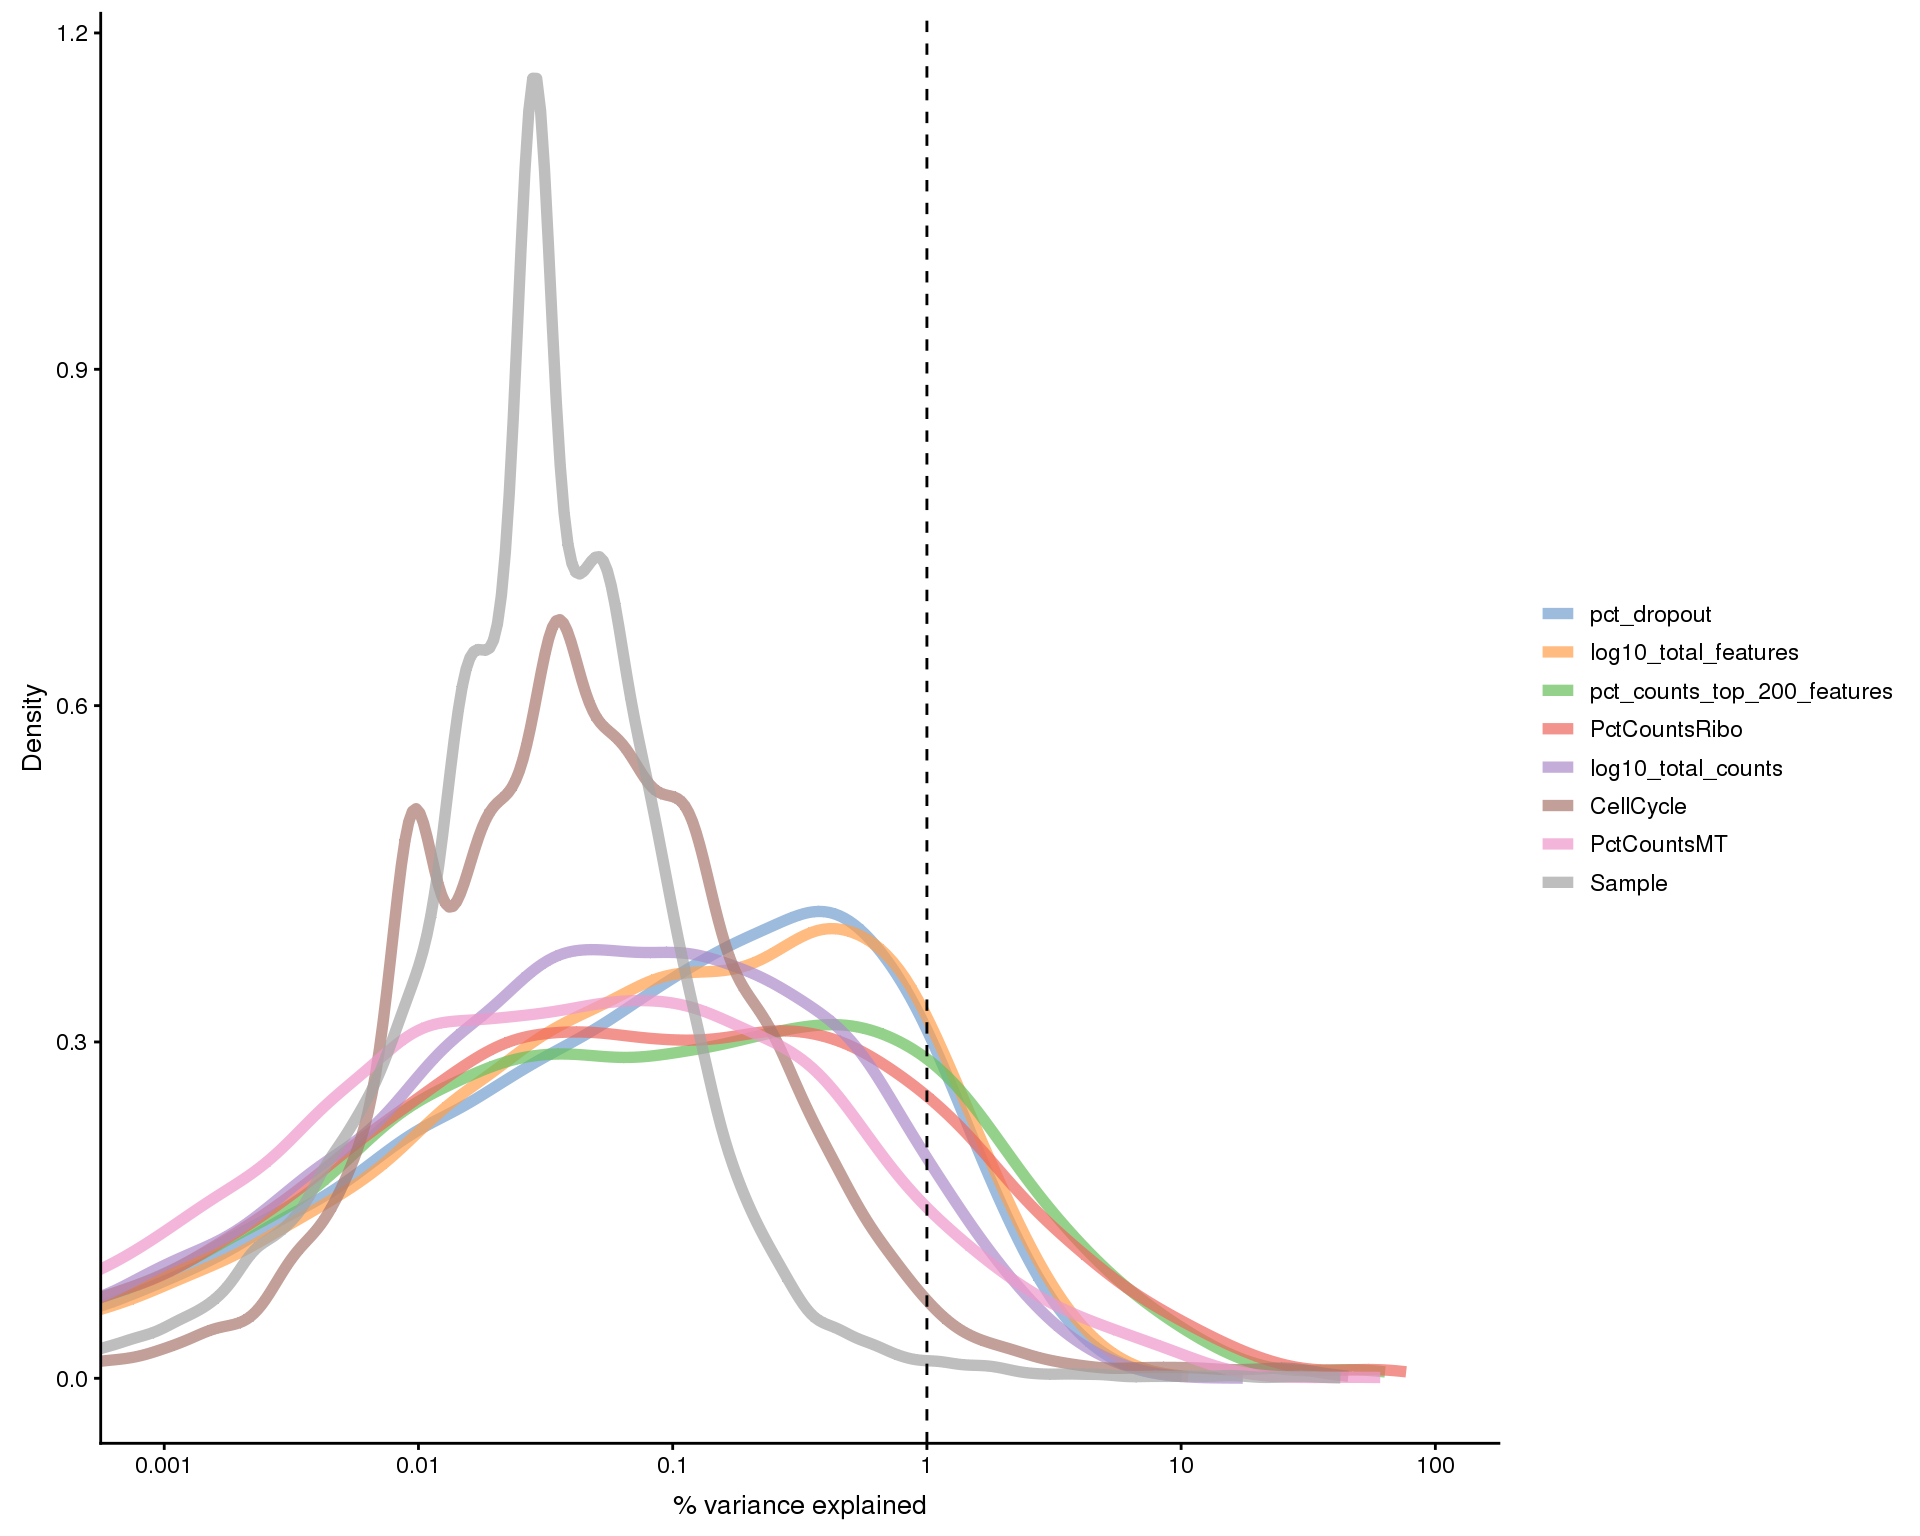 1.2
0.9
0.6
0.3
0.0
Density
0.001
0.01
0.1
1
10
100
% variance explained
pct_dropout
log10_total_features
pct_counts_top_200_features
PctCountsRibo
log10_total_counts
CellCycle
PctCountsMT
Sample